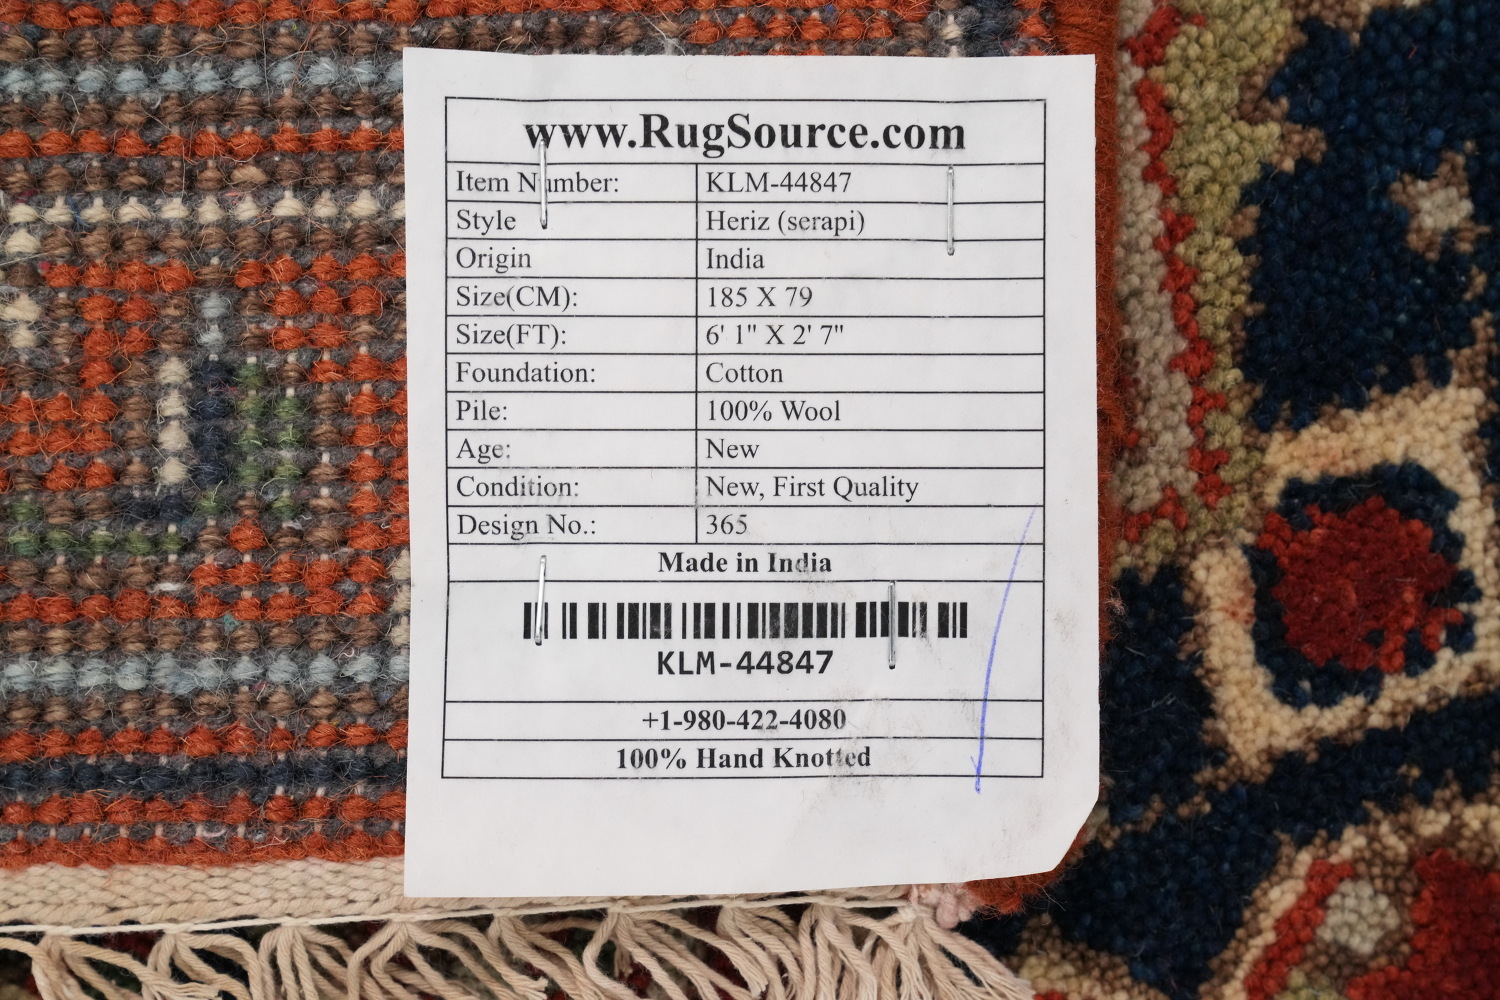 www.RugSource.com
Item Number: KLM-44847
Style Heriz (serapi)
Origin India
Size(CM): 185 X 79
Size(FT): 6' 1" X 2' 7"
Foundation: Cotton
Pile: 100% Wool
Age: New
Condition: New, First Quality
Design No.: 365
Made in India
KLM-44847
+1-980-422-4080
100% Hand Knotted